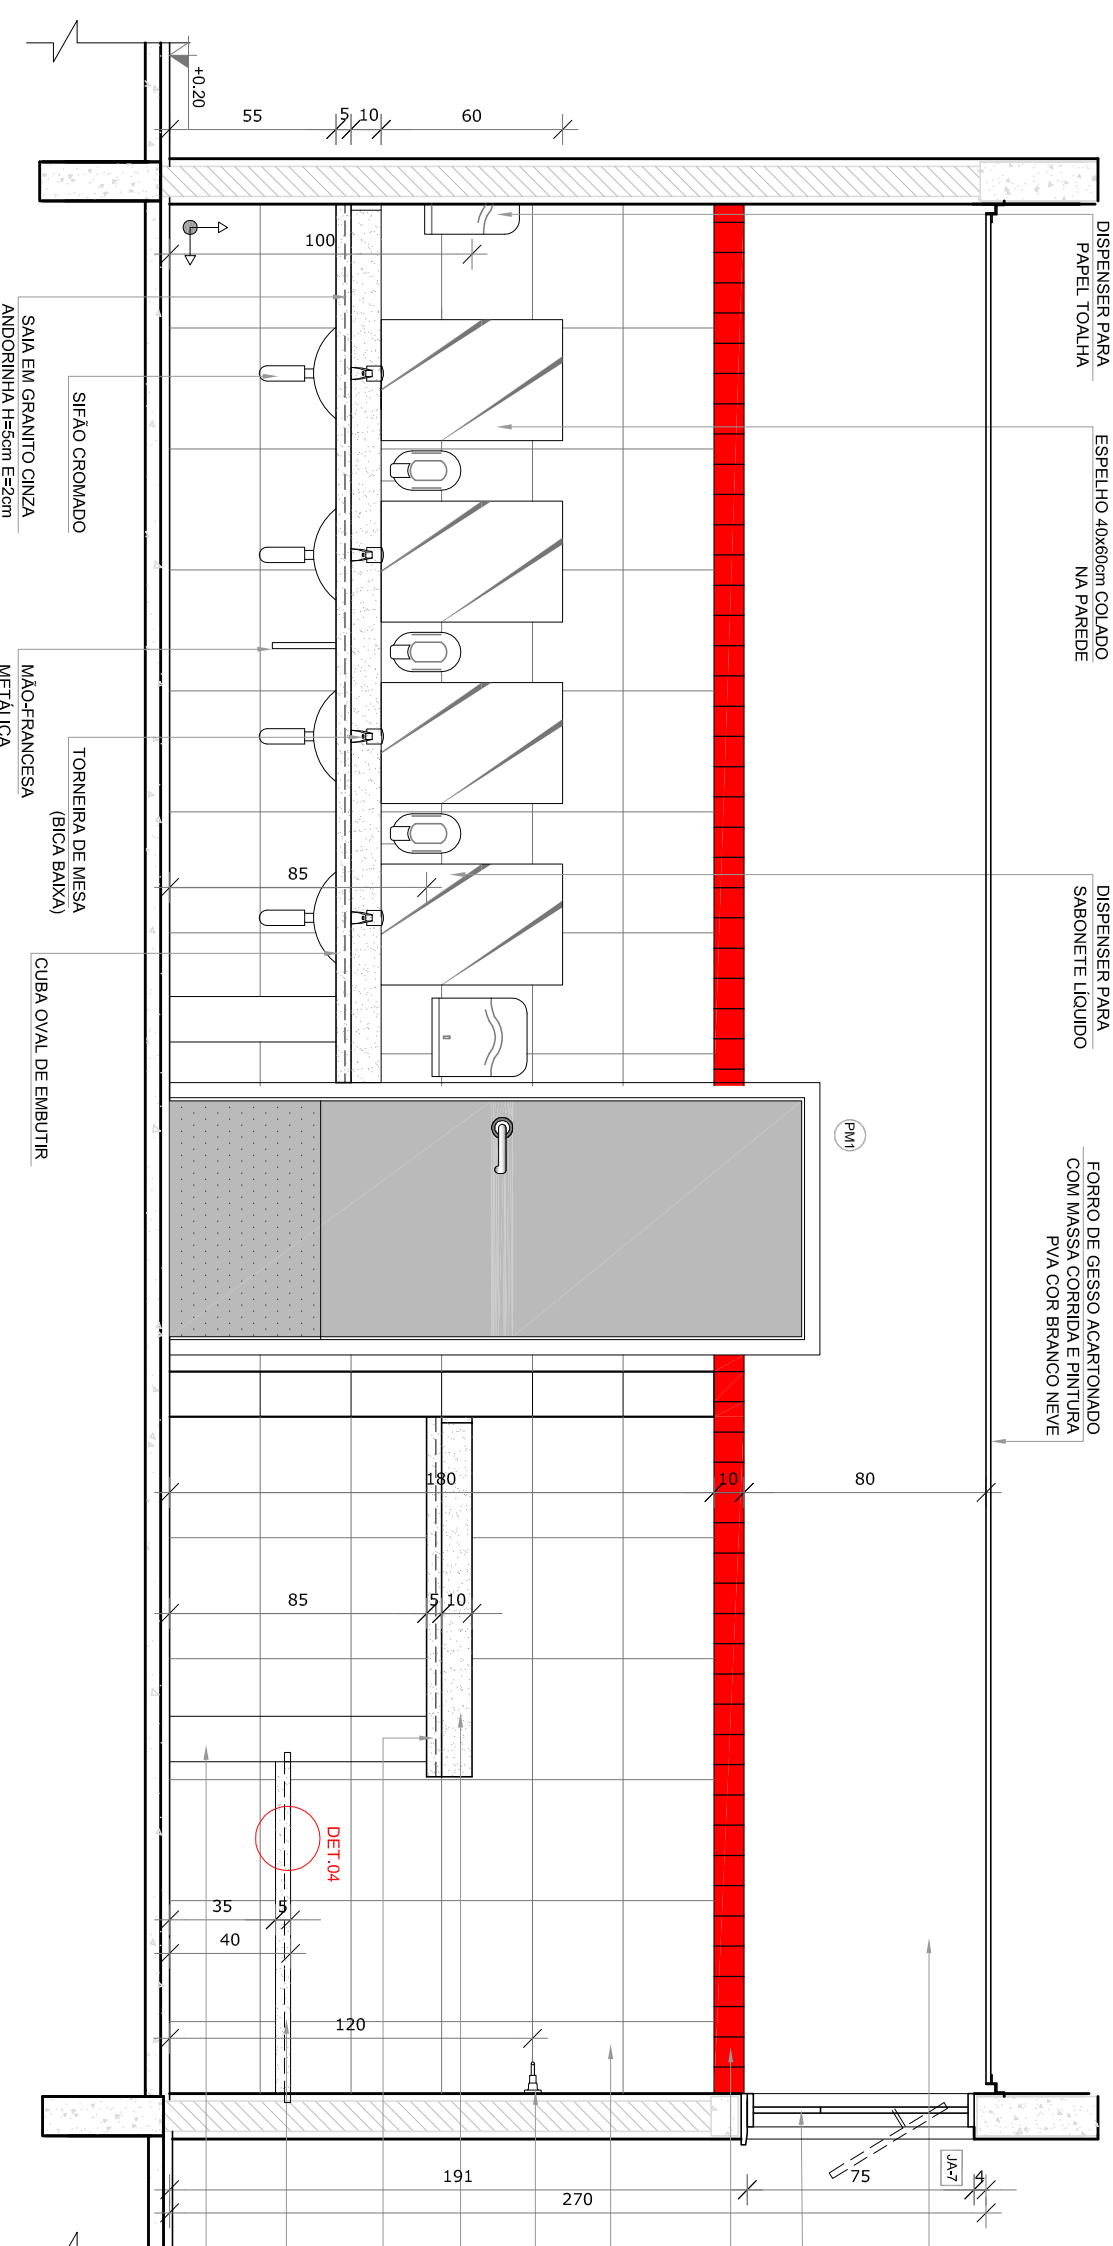 DISPENSER PARA
PAPEL TOALHA
ESPELHO 40x60cm COLADO
NA PAREDE
DISPENSER PARA
SABONETE LÍQUIDO
FORRO DE GESSO ACARTONADO
COM MASSA CORRIDA E PINTURA
PVA COR BRANCO NEVE
+0.20
55
5
10
60
100
85
PM1
180
10
80
85
5
10
DET.04
35
5
40
120
JA-7
191
75
4
270
SAIA EM GRANITO CINZA
ANDORINHA H=5cm E=2cm
SIFÃO CROMADO
MÃO-FRANCESA
METÁLICA
TORNEIRA DE MESA
(BICA BAIXA)
CUBA OVAL DE EMBUTIR